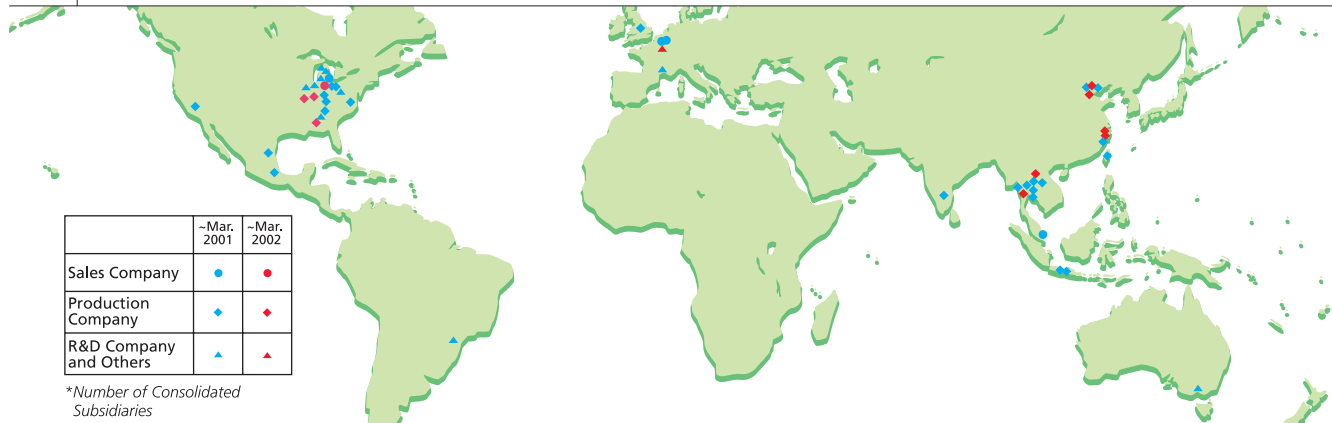 ~Mar.
2001
~Mar.
2002
Sales Company
Production
Company
R&D Company
and Others
*Number of Consolidated
Subsidiaries